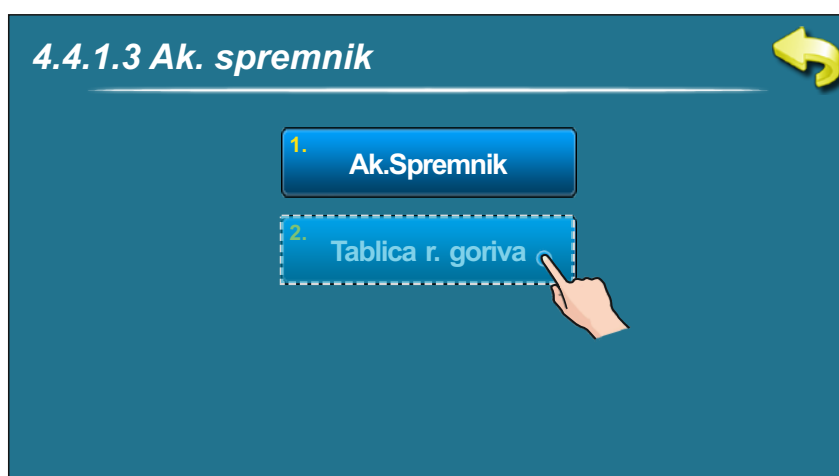 4.4.1.3 Ak. spremnik
1.
Ak.Spremnik
2.
Tablica r. goriva